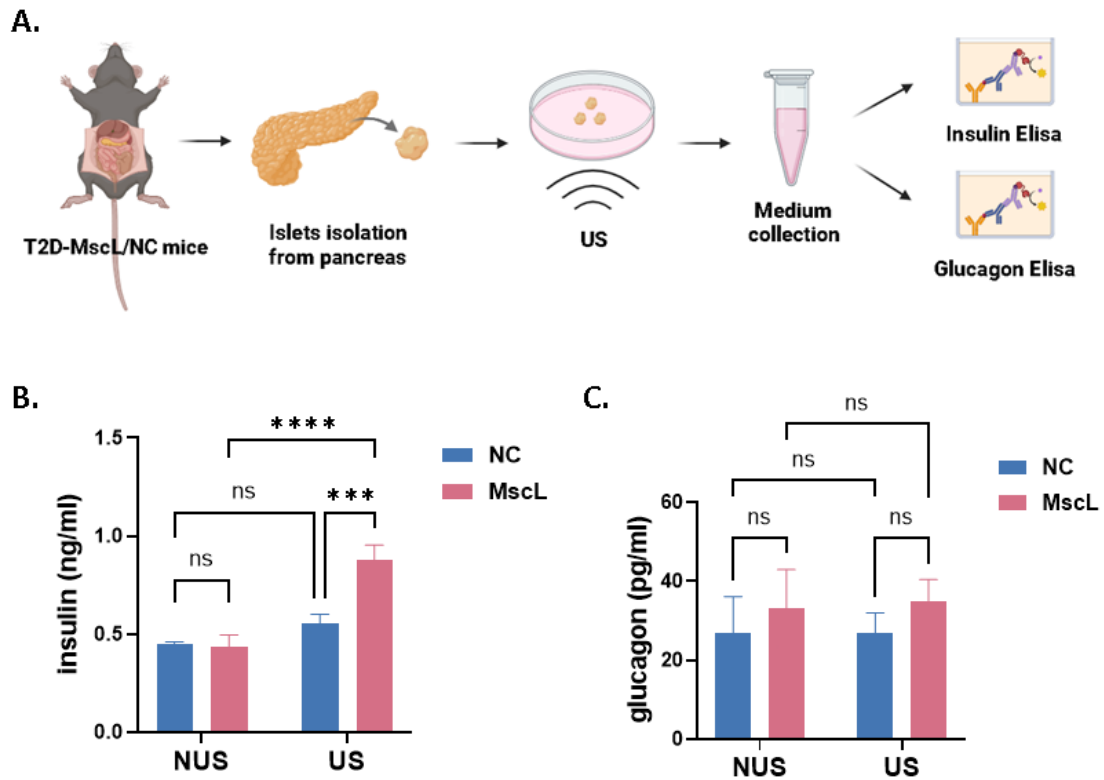 A.
T2D-MscL/NC mice
Islets isolation
from pancreas
US
Medium
collection
Insulin Elisa
Glucagon Elisa
B.
insulin (ng/ml)
1.5
1.0
0.5
0.0
ns
ns
****
***
NUS
US
NC
MscL
C.
glucagon (pg/ml)
60
40
20
0
ns
ns
ns
ns
NUS
US
NC
MscL